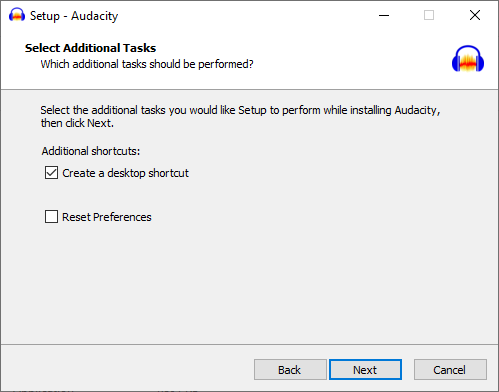 Setup - Audacity
Select Additional Tasks
Which additional tasks should be performed?
Select the additional tasks you would like Setup to perform while installing Audacity,
then click Next.
Additional shortcuts:
Create a desktop shortcut
Reset Preferences
Back Next Cancel